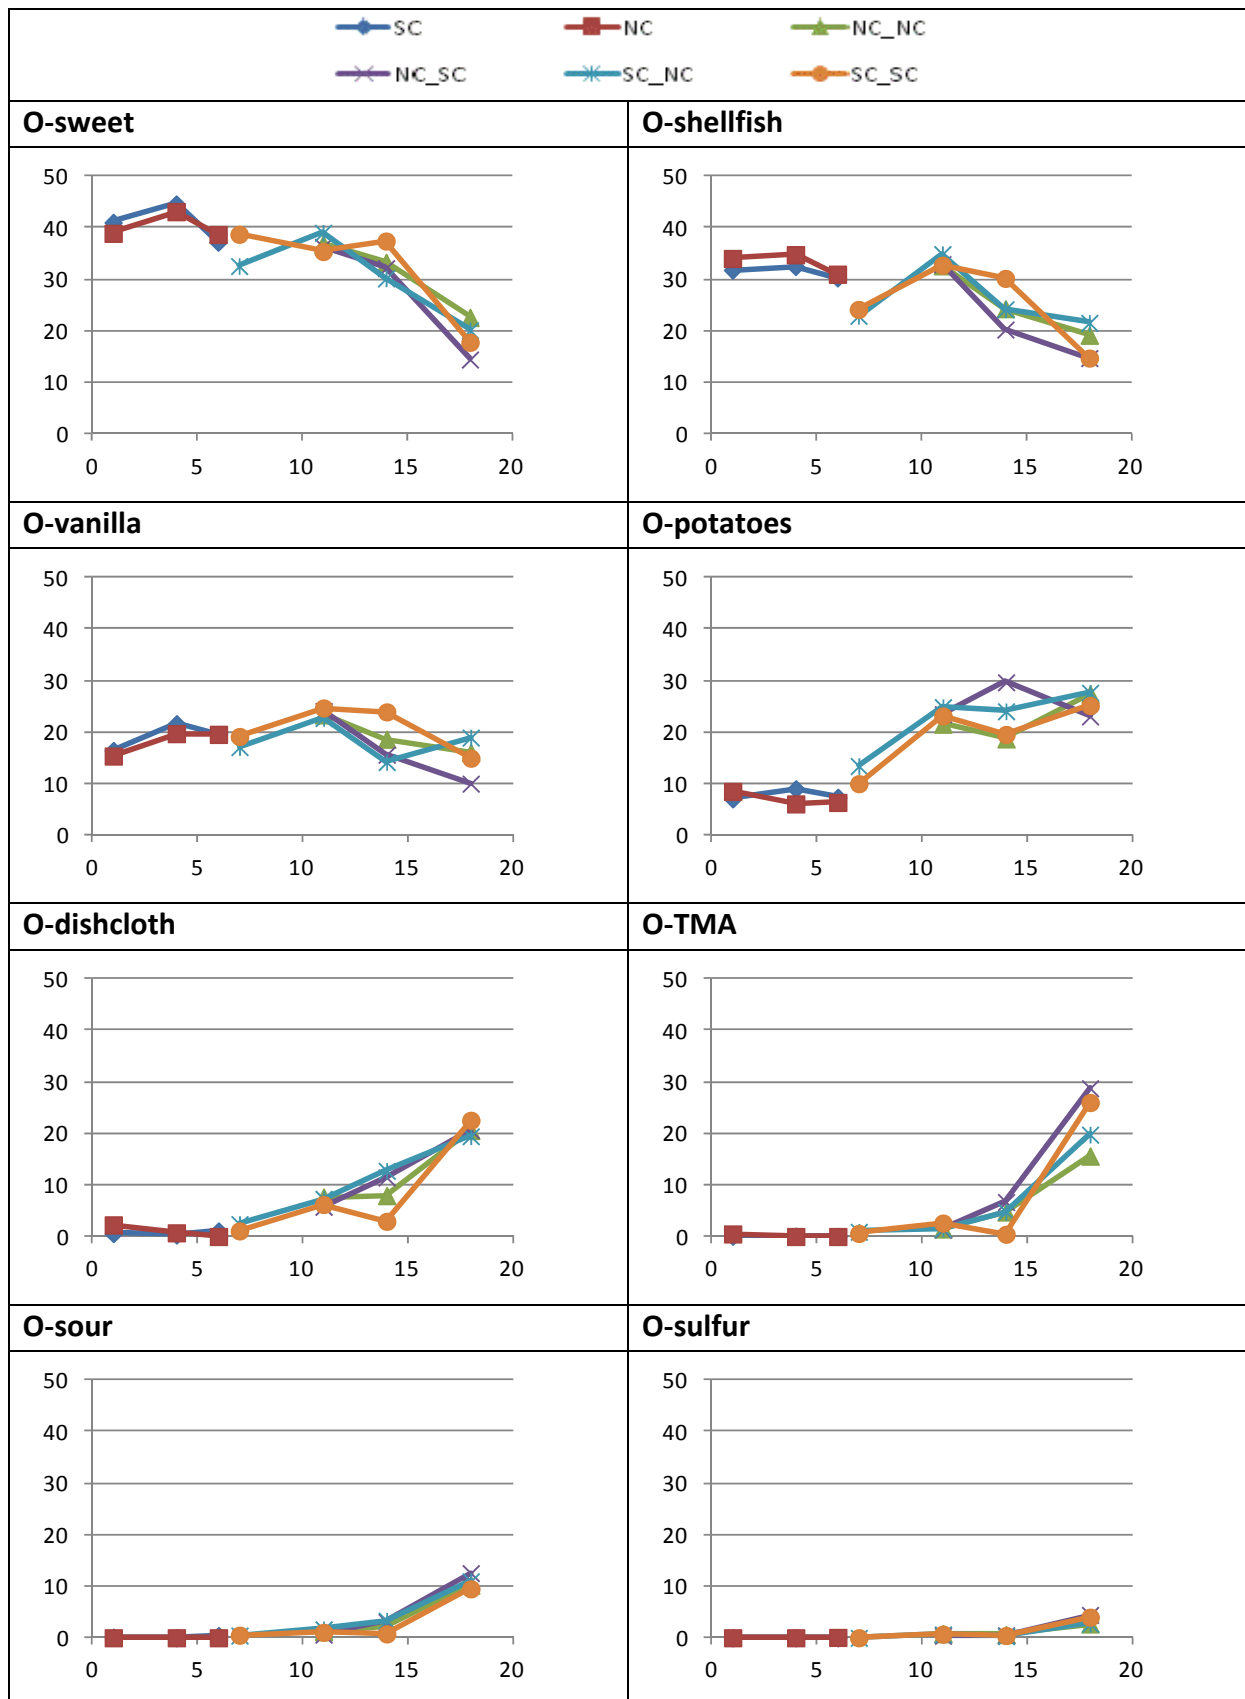 SC NC NC_NC
NC_SC SC_NC SC_SC
O-sweet O-shellfish
50 50
40 40
30 30
20 20
10 10
0 0
0 5 10 15 20 0 5 10 15 20
O-vanilla O-potatoes
50 50
40 40
30 30
20 20
10 10
0 0
0 5 10 15 20 0 5 10 15 20
O-dishcloth O-TMA
50 50
40 40
30 30
20 20
10 10
0 0
0 5 10 15 20 0 5 10 15 20
O-sour O-sulfur
50 50
40 40
30 30
20 20
10 10
0 0
0 5 10 15 20 0 5 10 15 20